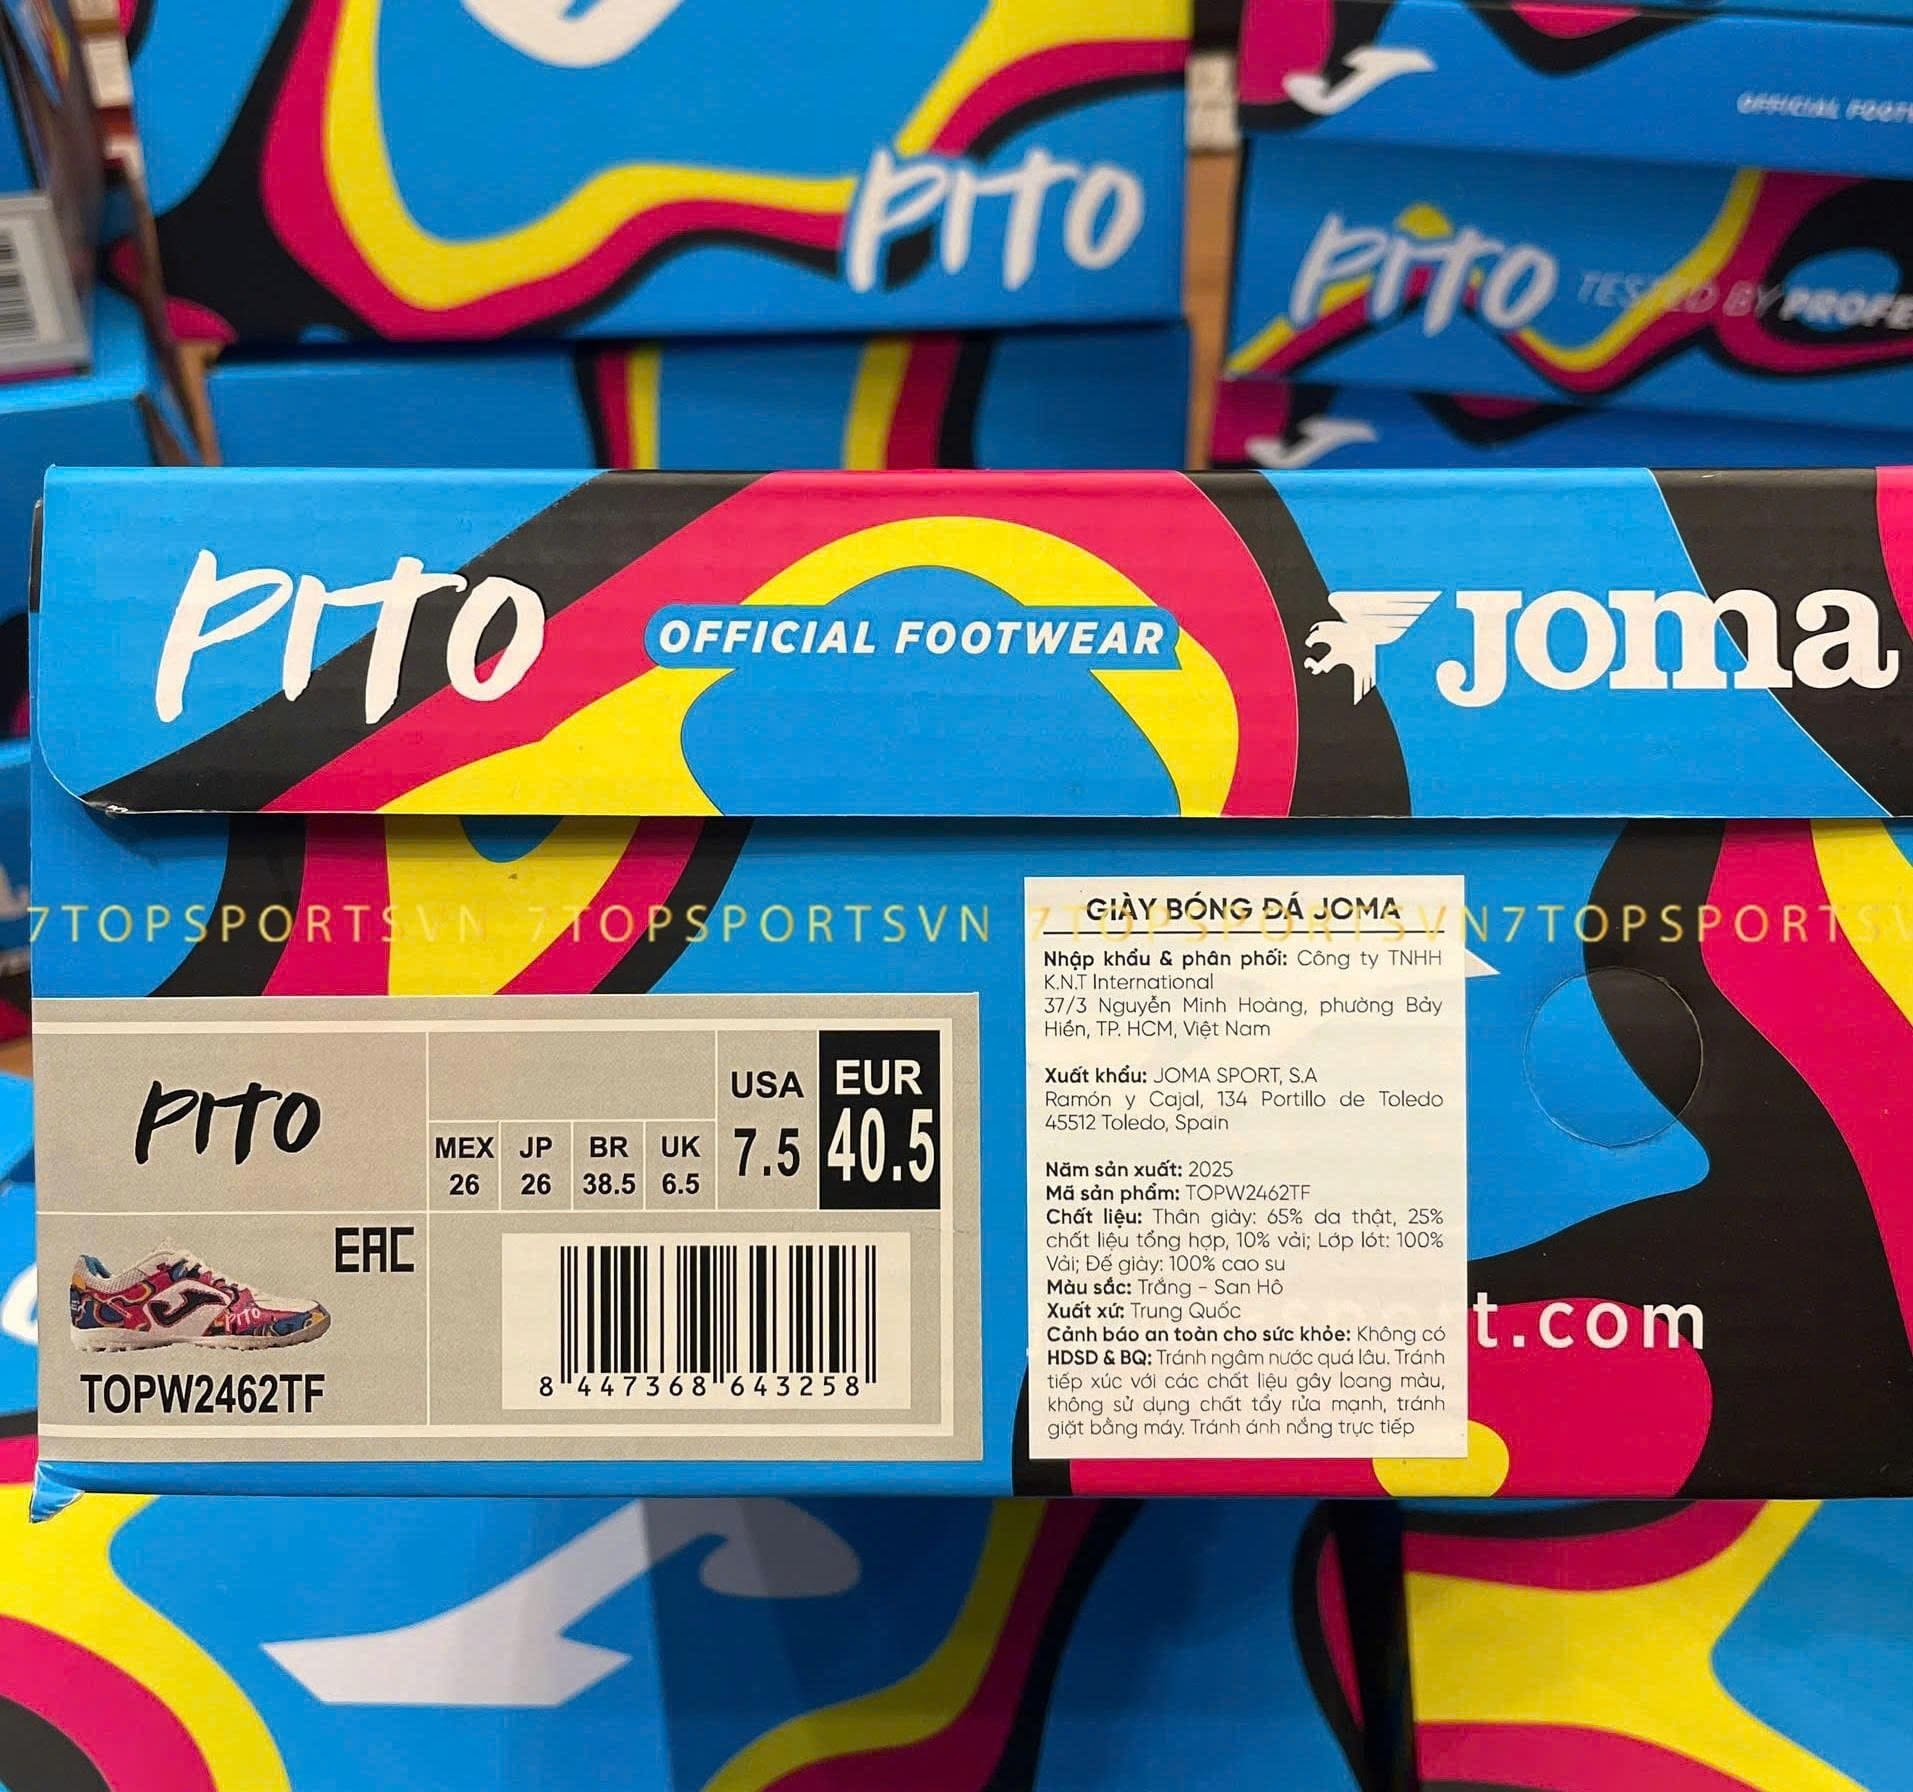 PITO
OFFICIAL FOOT
PITO TESTED BY PROFE
PITO OFFICIAL FOOTWEAR Joma
7TOPSPORTSVN 7TOPSPORTSVN 7TOPSPORTSVN7TOPSPORTSV
PITO
USA
7.5
EUR
40.5
MEX JP BR UK
26 26 38.5 6.5
EAC
TOPW2462TF
8 447368 643258
GIÀY BÓNG ĐÁ JOMA
Nhập khẩu & phân phối: Công ty TNHH
K.N.T International
37/3 Nguyễn Minh Hoàng, phường Bảy
Hiền, TP. HCM, Việt Nam
Xuất khẩu: JOMA SPORT, S.A
Ramón y Cajal, 134 Portillo de Toledo
45512 Toledo, Spain
Năm sản xuất: 2025
Mã sản phẩm: TOPW2462TF
Chất liệu: Thân giày: 65% da thật, 25%
chất liệu tổng hợp, 10% vải; Lớp lót: 100%
Vải; Đế giày: 100% cao su
Màu sắc: Trắng - San Hô
Xuất xứ: Trung Quốc
Cảnh báo an toàn cho sức khỏe: Không có
HDSD & BQ: Tránh ngâm nước quá lâu. Tránh
tiếp xúc với các chất liệu gây loang màu,
không sử dụng chất tẩy rửa mạnh, tránh
giặt bằng máy. Tránh ánh nắng trực tiếp
t.com